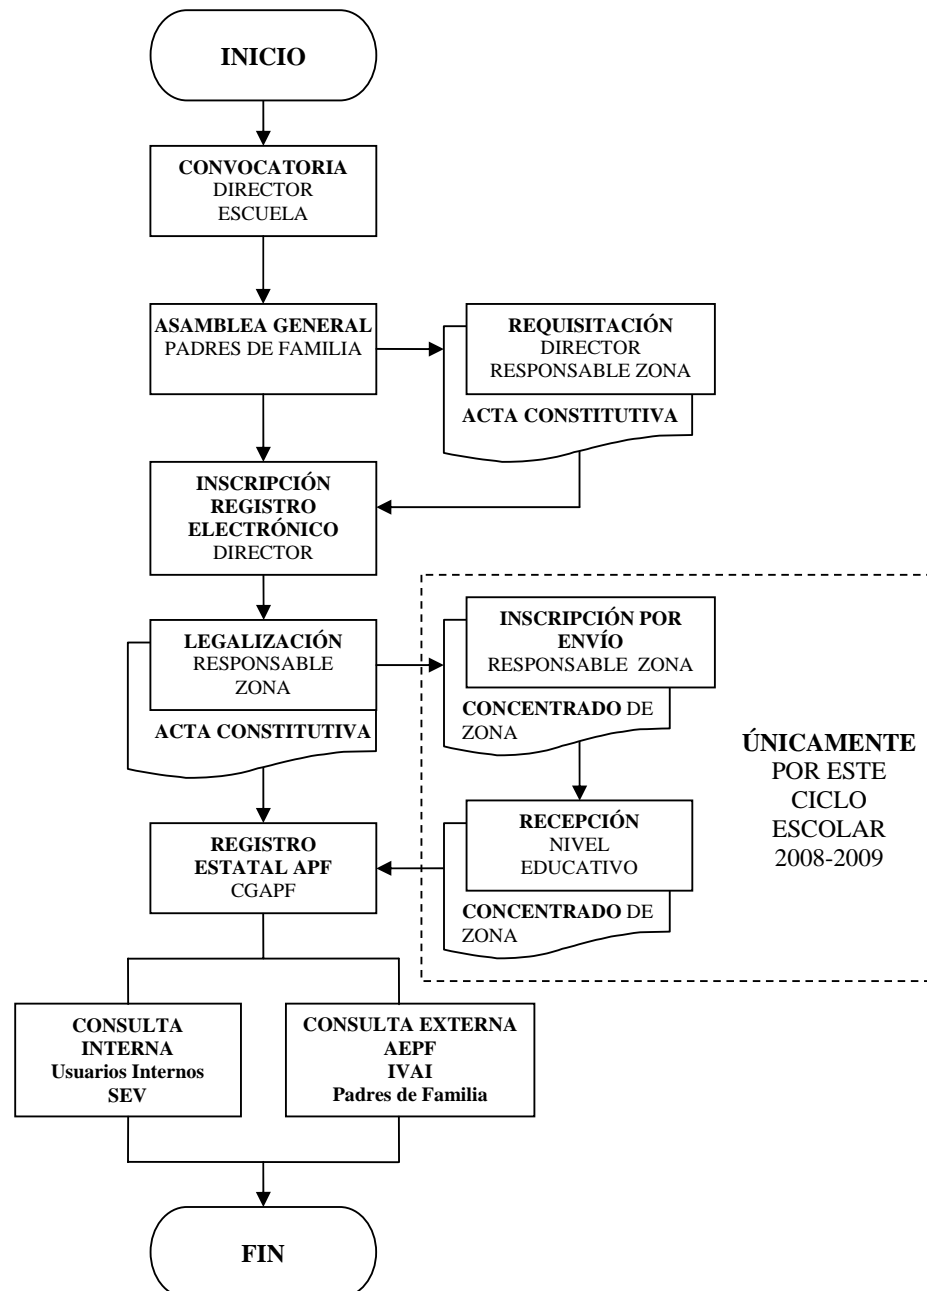 INICIO
CONVOCATORIA
DIRECTOR
ESCUELA
ASAMBLEA GENERAL
PADRES DE FAMILIA
REQUISITACIÓN
DIRECTOR
RESPONSABLE ZONA
ACTA CONSTITUTIVA
INSCRIPCIÓN
REGISTRO
ELECTRÓNICO
DIRECTOR
LEGALIZACIÓN
RESPONSABLE
ZONA
ACTA CONSTITUTIVA
INSCRIPCIÓN POR
ENVÍO
RESPONSABLE ZONA
CONCENTRADO DE
ZONA
ÚNICAMENTE
POR ESTE
CICLO
ESCOLAR
2008-2009
RECEPCIÓN
NIVEL
EDUCATIVO
CONCENTRADO DE
ZONA
REGISTRO
ESTATAL APF
CGAPF
CONSULTA
INTERNA
Usuarios Internos
SEV
CONSULTA EXTERNA
AEPF
IVAI
Padres de Familia
FIN